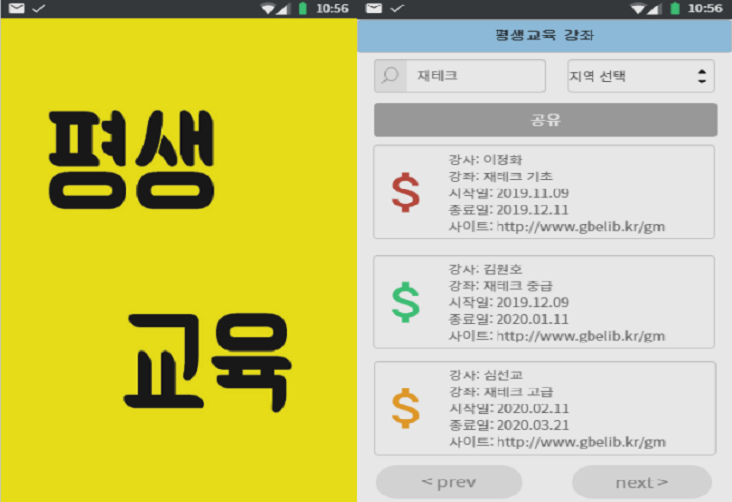 10:56
평생
교육
10:56
평생교육 강좌
재테크
지역 선택
공유
강사: 이정화
강좌: 재테크 기초
시작일: 2019.11.09
종료일: 2019.12.11
사이트: http://www.gbelib.kr/gm
강사: 김원호
강좌: 재테크 중급
시작일: 2019.12.09
종료일: 2020.01.11
사이트: http://www.gbelib.kr/gm
강사: 심선교
강좌: 재테크 고급
시작일: 2020.02.11
종료일: 2020.03.21
사이트: http://www.gbelib.kr/gm
< prev
next >